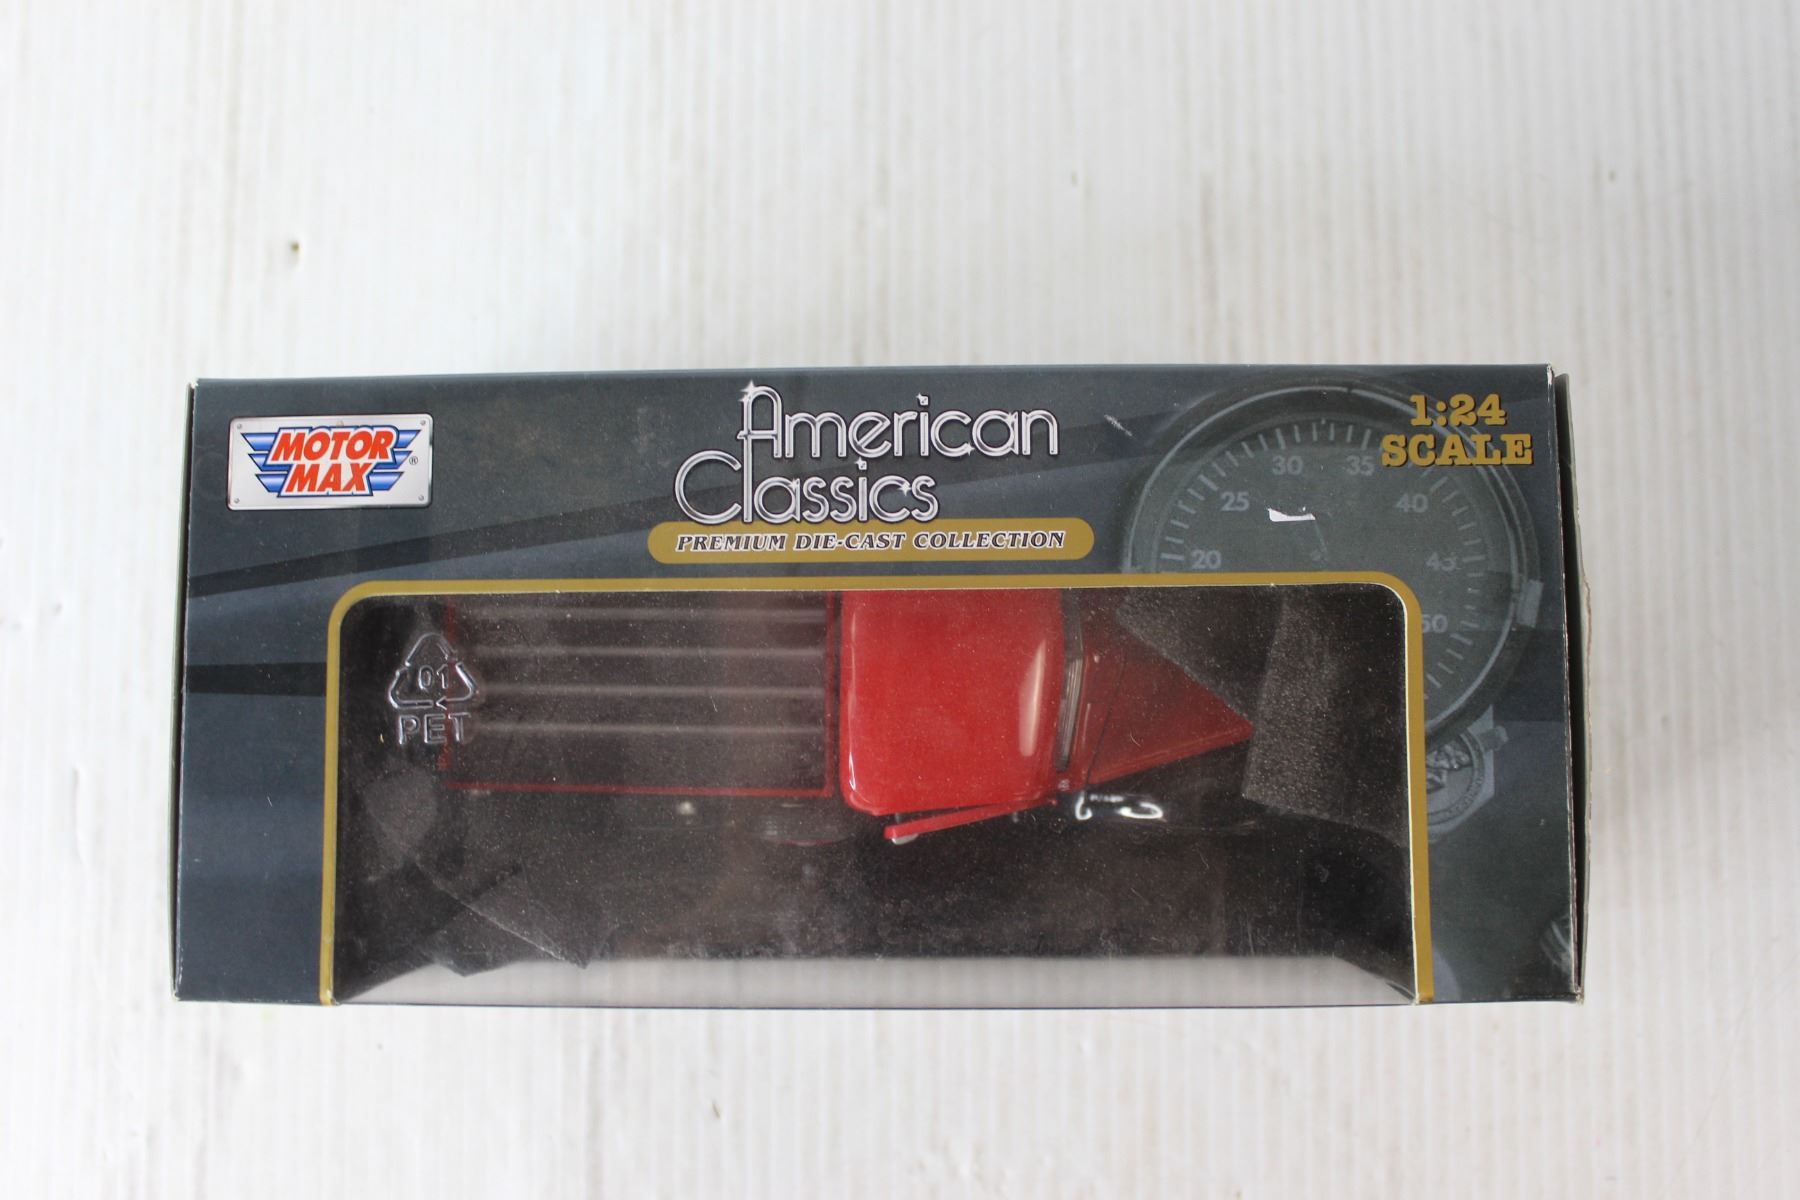 MOTOR
MAX®
American
Classics
PREMIUM DIE-CAST COLLECTION
1:24
SCALE
20
25
30
35
40
45
50
01
PET